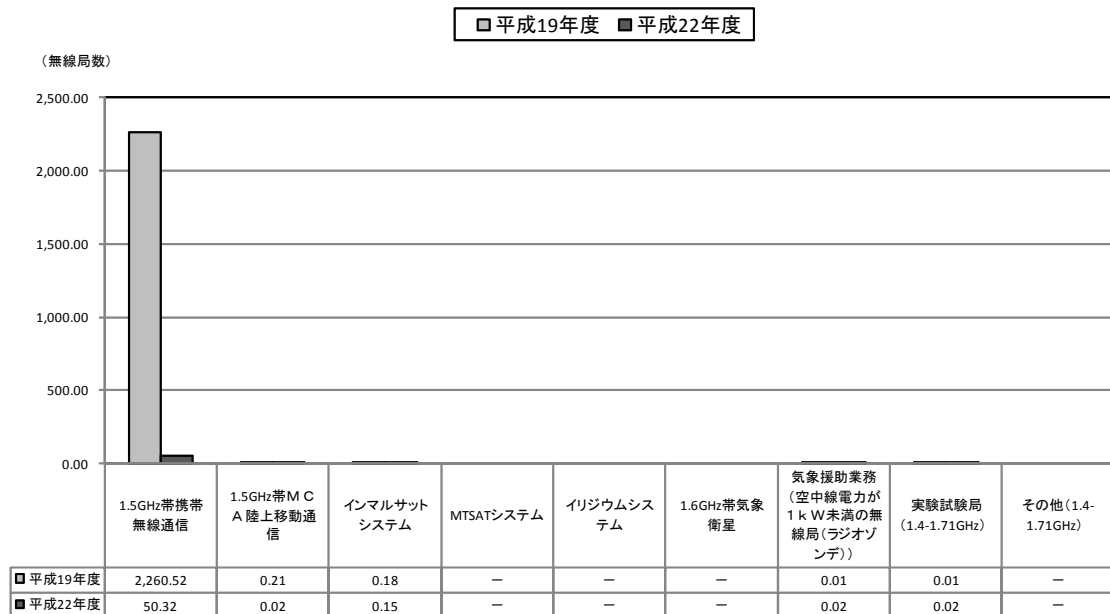 平成19年度 平成22年度
（無線局数）
2,500.00
2,000.00
1,500.00
1,000.00
500.00
0.00
1.5GHz帯携帯
無線通信
1.5GHz帯ＭＣ
Ａ陸上移動通
信
インマルサット
システム
MTSATシステム
イリジウムシス
テム
1.6GHz帯気象
衛星
気象援助業務
（空中線電力が
１ｋＷ未満の無
線局（ラジオゾ
ンデ））
実験試験局
（1.4-1.71GHz）
その他（1.4-
1.71GHz）
平成19年度 2,260.52 0.21 0.18 － － － 0.01 0.01 －
平成22年度 50.32 0.02 0.15 － － － 0.02 0.02 －